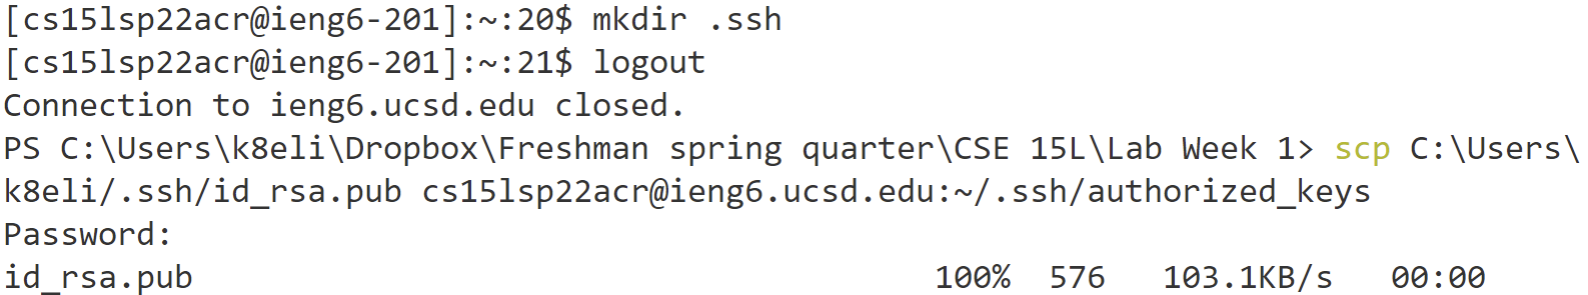 [cs15lsp22acr@ieng6-201]:~:20$ mkdir .ssh
[cs15lsp22acr@ieng6-201]:~:21$ logout
Connection to ieng6.ucsd.edu closed.
PS C:\Users\k8eli\Dropbox\Freshman spring quarter\CSE 15L\Lab Week 1> scp C:\Users\
k8eli/.ssh/id_rsa.pub cs15lsp22acr@ieng6.ucsd.edu:~/.ssh/authorized_keys
Password:
id_rsa.pub 100% 576 103.1KB/s 00:00